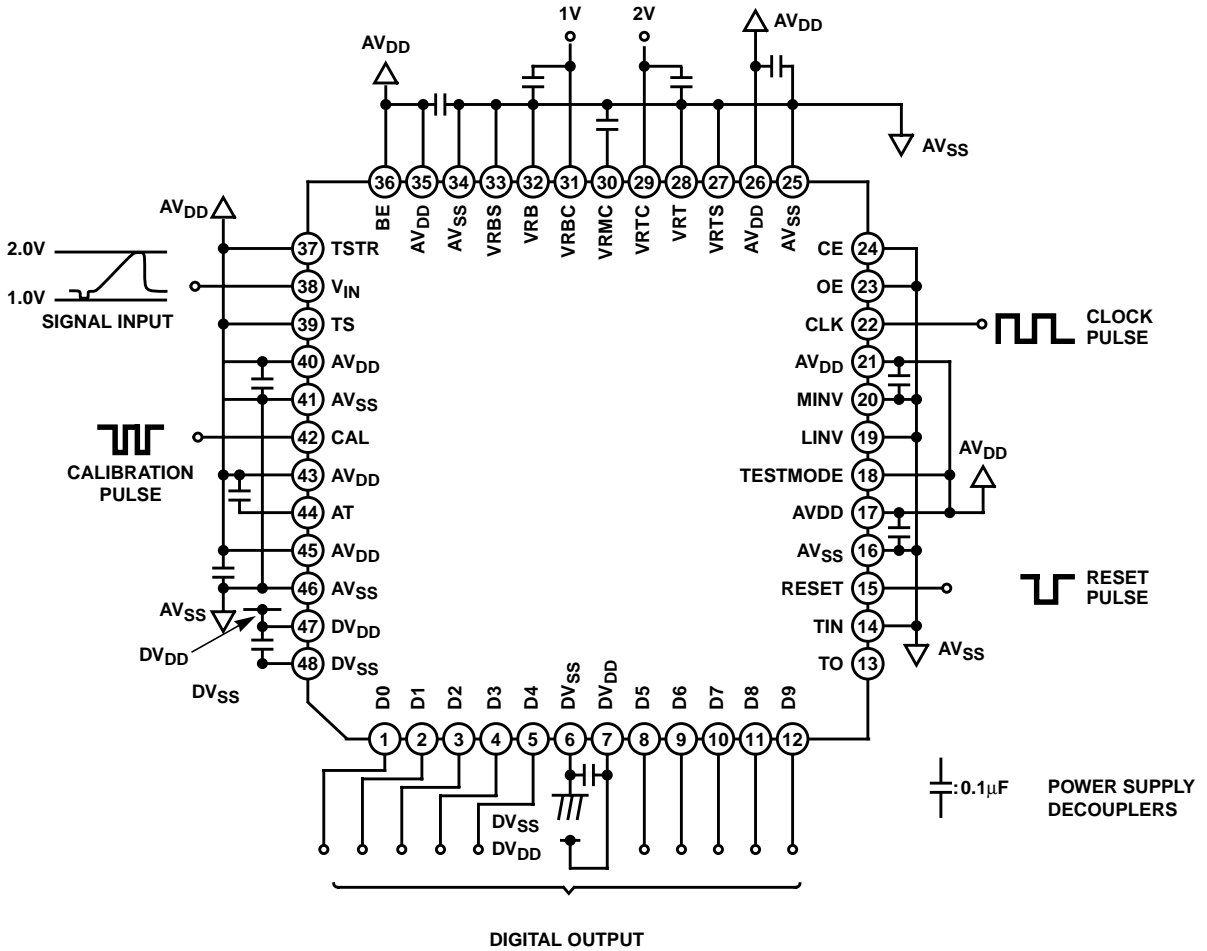 1V 2V AVDD
AVDD
AVSS
36 35 34 33 32 31 30 29 28 27 26 25
BE AVDD AVSS VRBS VRB VRBC VRMC VRTC VRT VRTS AVDD AVSS
AVDD
2.0V
1.0V
SIGNAL INPUT
37 TSTR
38 VIN
39 TS
40 AVDD
41 AVSS
42 CAL
43 AVDD
44 AT
45 AVDD
46 AVSS
47 DVDD
48 DVSS
CALIBRATION
PULSE
AVSS
DVDD
DVSS
CE 24
OE 23
CLK 22
AVDD 21
MINV 20
LINV 19
TESTMODE 18
AVDD 17
AVSS 16
RESET 15
TIN 14
TO 13
CLOCK
PULSE
AVDD
RESET
PULSE
AVSS
D0 D1 D2 D3 D4 DVSS DVDD D5 D6 D7 D8 D9
1 2 3 4 5 6 7 8 9 10 11 12
DVSS
DVDD
:0.1μF
POWER SUPPLY
DECOUPLERS
DIGITAL OUTPUT